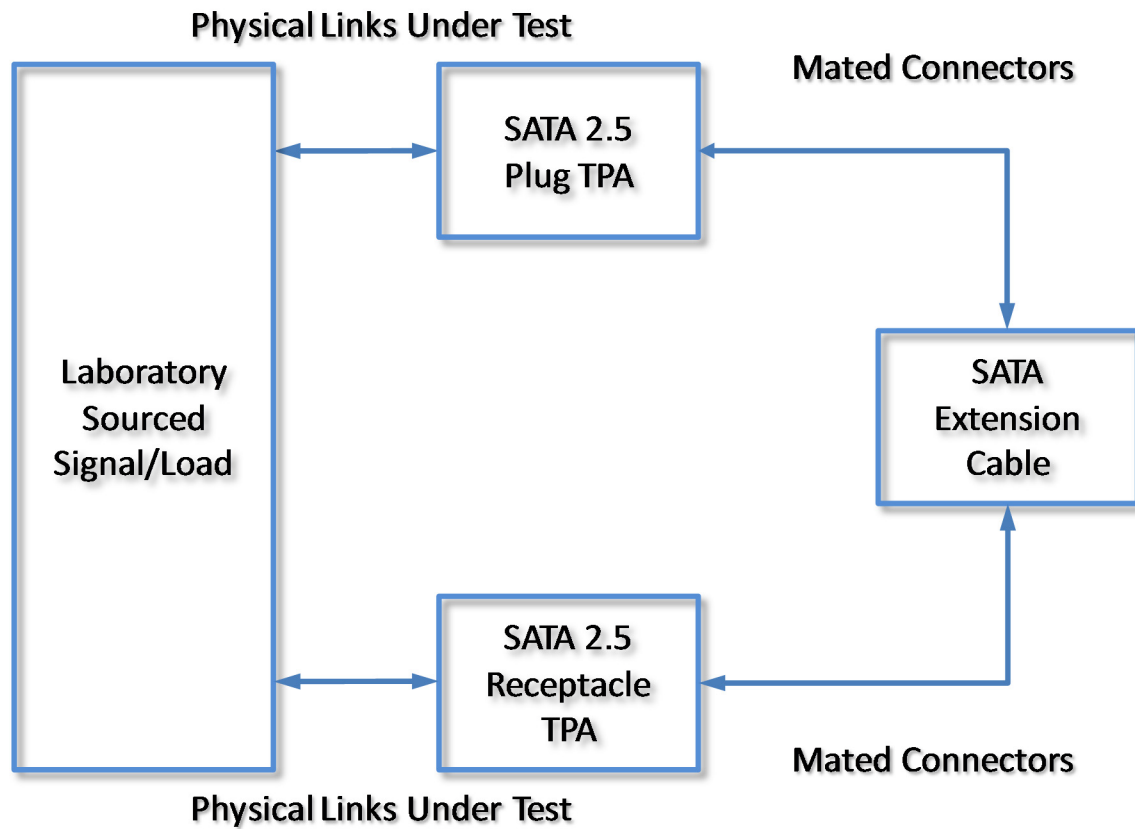 Physical Links Under Test
Mated Connectors
SATA 2.5
Plug TPA
Laboratory
Sourced
Signal/Load
SATA
Extension
Cable
SATA 2.5
Receptacle
TPA
Mated Connectors
Physical Links Under Test